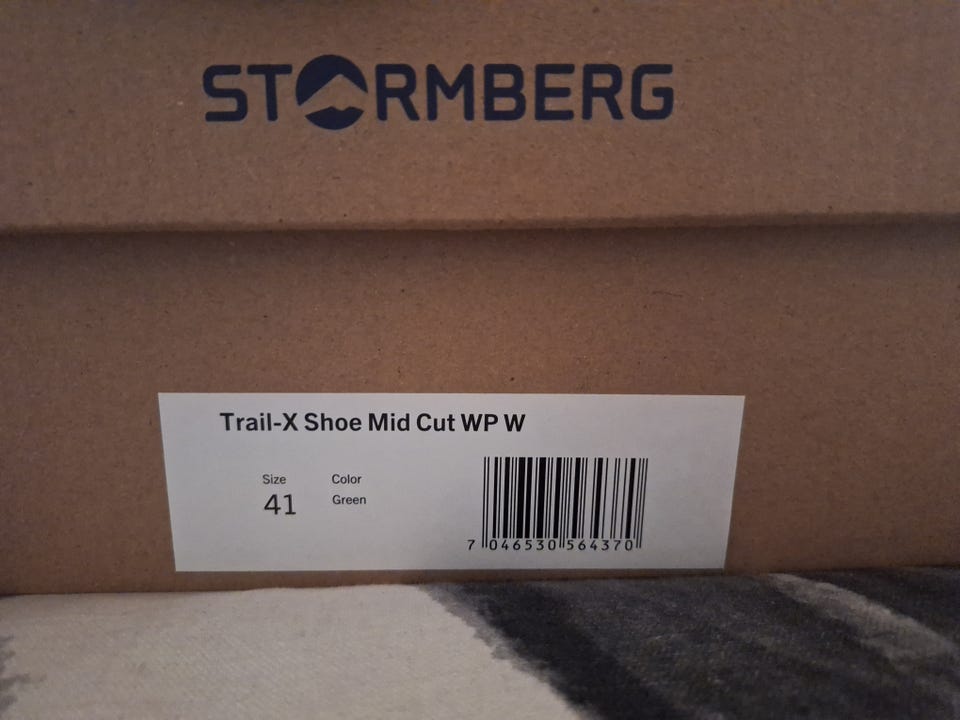 STORMBERG
Trail-X Shoe Mid Cut WP W
Size Color
41 Green
7 046530 564370